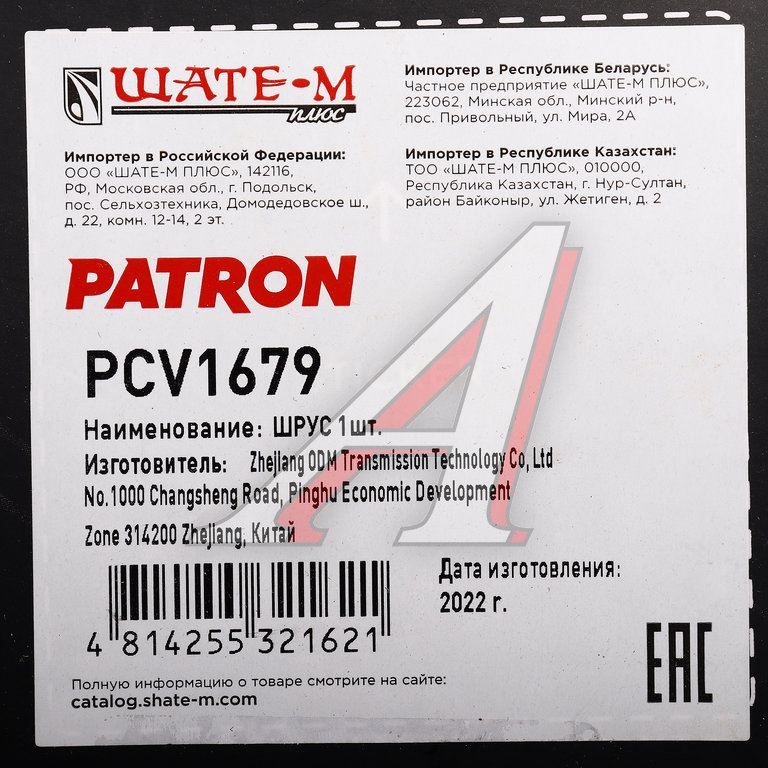 ШАТЕ-М
ПЛЮС
Импортер в Республике Беларусь:
Частное предприятие «ШАТЕ-М ПЛЮС»,
223062, Минская обл., Минский р-н,
пос. Привольный, ул. Мира, 2А
Импортер в Российской Федерации:
ООО «ШАТЕ-М ПЛЮС», 142116,
РФ, Московская обл., г. Подольск,
пос. Сельхозтехника, Домодедовское ш.,
д. 22, комн. 12-14, 2 эт.
Импортер в Республике Казахстан:
ТОО «ШАТЕ-М ПЛЮС», 010000,
Республика Казахстан, г. Нур-Султан,
район Байконыр, ул. Жетиген, д. 2
PATRON
PCV1679
Наименование: ШРУС 1шт.
Изготовитель: Zhejiang ODM Transmission Technology Co, Ltd
No.1000 Changsheng Road, Pinghu Economic Development
Zone 314200 Zhejiang, Китай
Дата изготовления:
2022 г.
4 814255 321621
EAC
Полную информацию о товаре смотрите на сайте:
catalog.shate-m.com